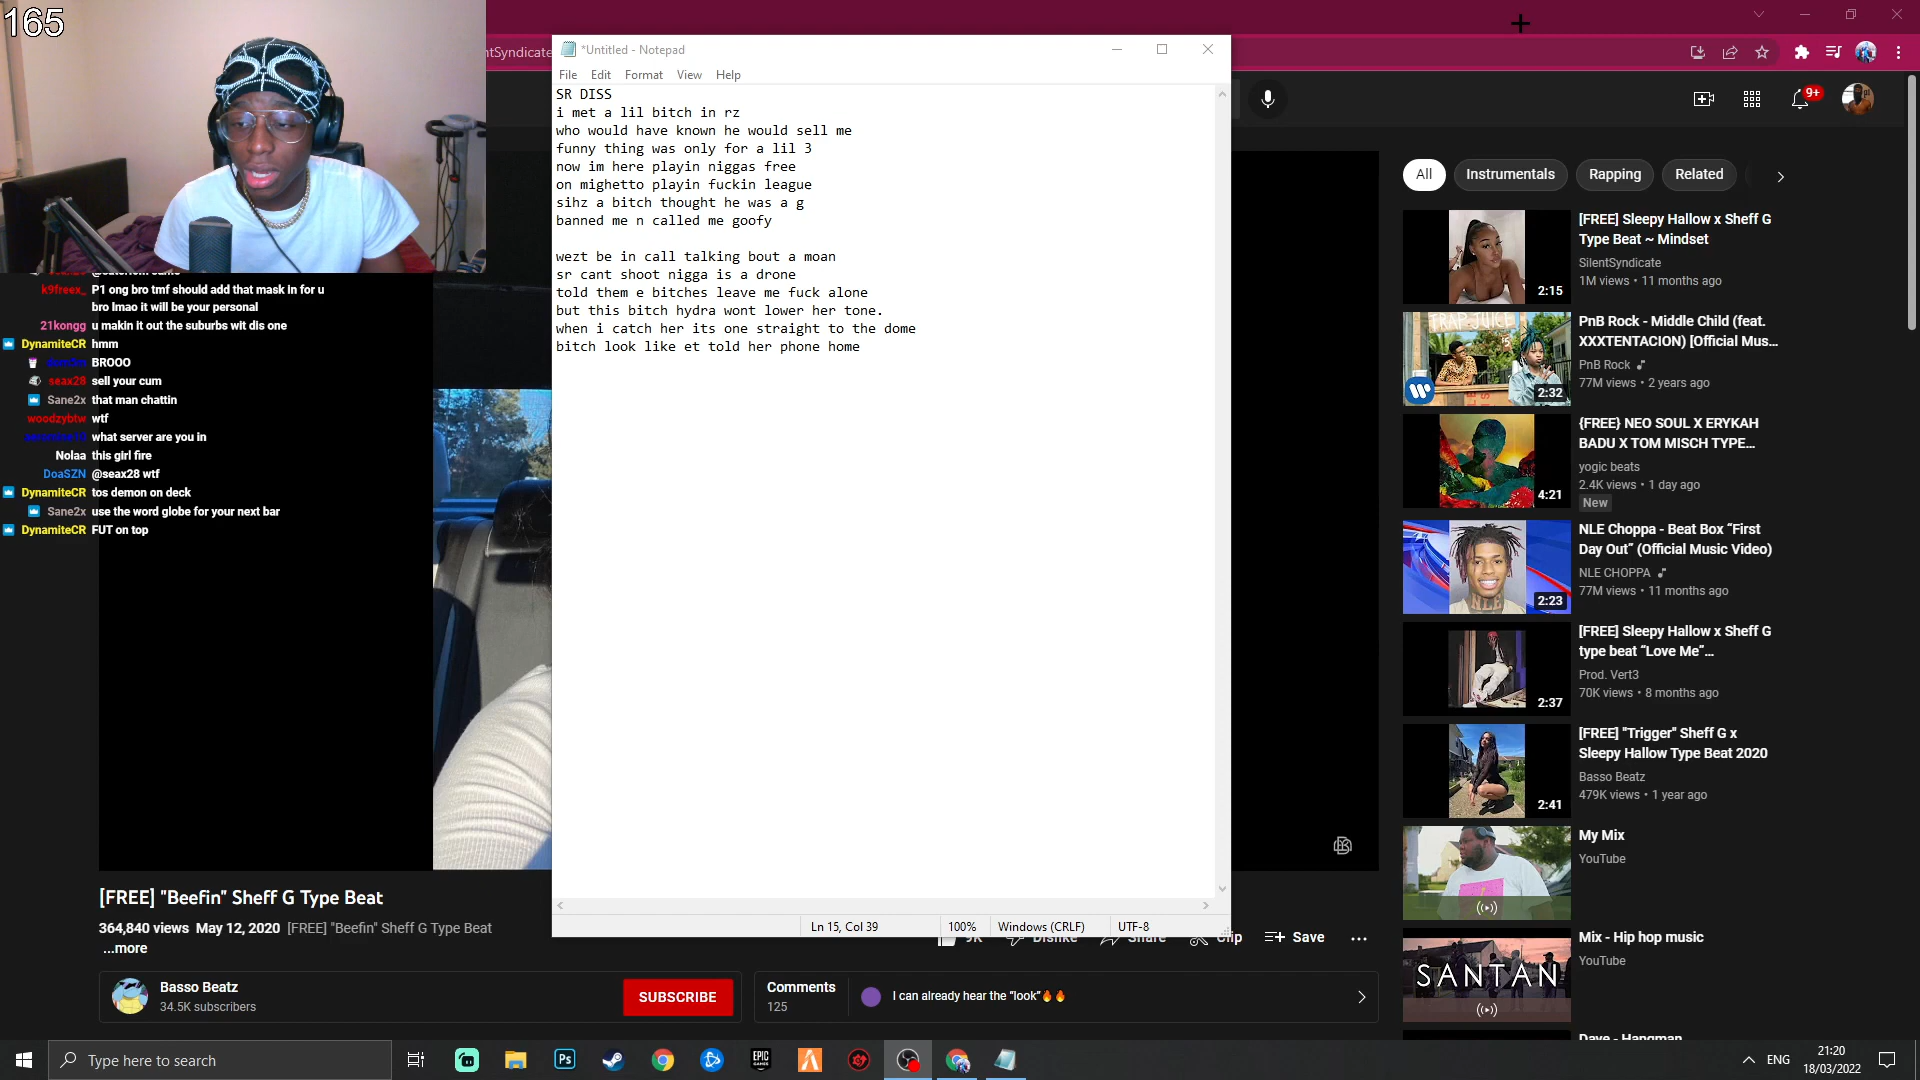 165
ntSyndicate
*Untitled - Notepad
File Edit Format View Help
SR DISS
i met a lil bitch in rz
who would have known he would sell me
funny thing was only for a lil 3
now im here playin niggas free
on mighetto playin fuckin league
sihz a bitch thought he was a g
banned me n called me goofy
wezt be in call talking bout a moan
sr cant shoot nigga is a drone
told them e bitches leave me fuck alone
but this bitch hydra wont lower her tone.
when i catch her its one straight to the dome
bitch look like et told her phone home
Ln 15, Col 39 100% Windows (CRLF) UTF-8
k9freex_ P1 ong bro tmf should add that mask in for u
bro lmao it will be your personal
21kongg u makin it out the suburbs wit dis one
DynamiteCR hmm
BROOO
seax28 sell your cum
Sane2x that man chattin
woodzybtw wtf
what server are you in
Nolaa this girl fire
DoaSZN @seax28 wtf
DynamiteCR tos demon on deck
Sane2x use the word globe for your next bar
DynamiteCR FUT on top
[FREE] "Beefin" Sheff G Type Beat
364,840 views May 12, 2020 [FREE] "Beefin" Sheff G Type Beat
...more
9K Dislike Share Clip Save
Basso Beatz
34.5K subscribers
SUBSCRIBE
Comments
125
I can already hear the "look"🔥🔥
9+
All Instrumentals Rapping Related
[FREE] Sleepy Hallow x Sheff G
Type Beat ~ Mindset
SilentSyndicate
1M views • 11 months ago
2:15
TRAP JUICE
PnB Rock - Middle Child (feat.
XXXTENTACION) [Official Mus...
PnB Rock
77M views • 2 years ago
2:32
{FREE} NEO SOUL X ERYKAH
BADU X TOM MISCH TYPE...
yogic beats
2.4K views • 1 day ago
New
4:21
NLE Choppa - Beat Box “First
Day Out” (Official Music Video)
NLE CHOPPA
77M views • 11 months ago
2:23
[FREE] Sleepy Hallow x Sheff G
type beat “Love Me”...
Prod. Vert3
70K views • 8 months ago
2:37
[FREE] "Trigger" Sheff G x
Sleepy Hallow Type Beat 2020
Basso Beatz
479K views • 1 year ago
2:41
My Mix
YouTube
Mix - Hip hop music
YouTube
SANTAN
Dave - Hangman
Type here to search
Ps
EPIC
GAMES
ENG
21:20
18/03/2022